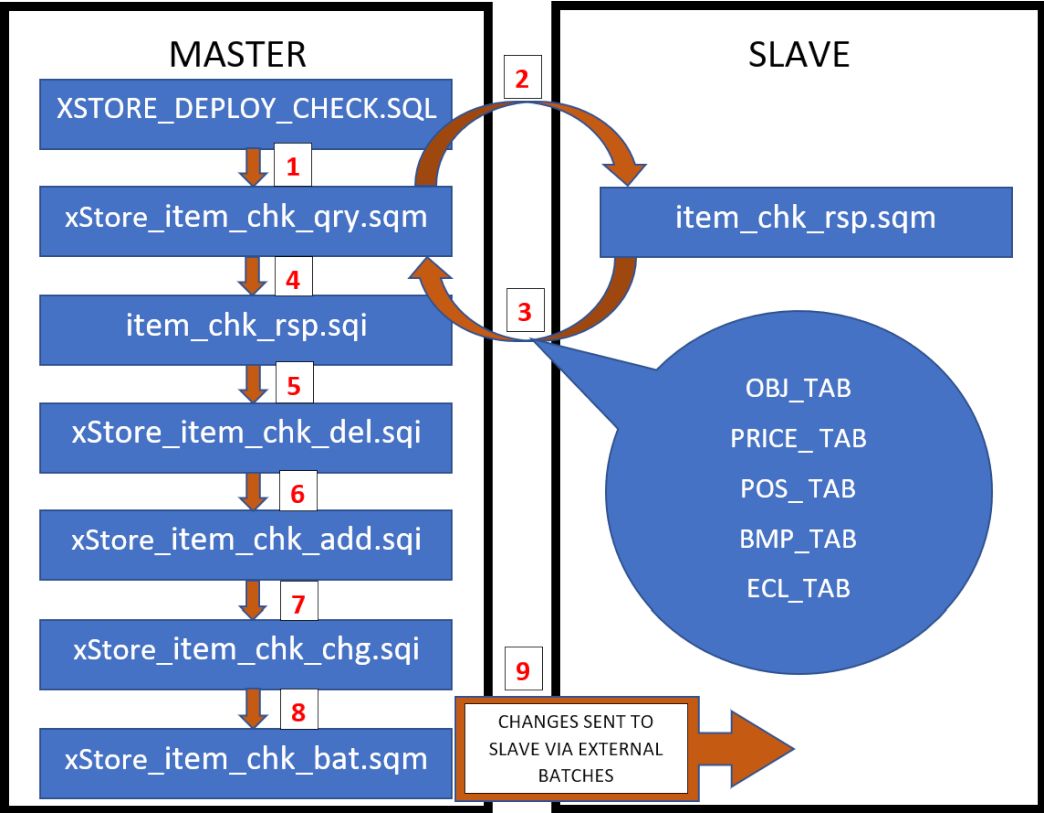 MASTER
SLAVE
XSTORE_DEPLOY_CHECK.SQL
1
2
xStore_item_chk_qry.sqm
item_chk_rsp.sqm
3
4
item_chk_rsp.sqi
5
xStore_item_chk_del.sqi
6
xStore_item_chk_add.sqi
7
xStore_item_chk_chg.sqi
8
xStore_item_chk_bat.sqm
OBJ_TAB
PRICE_ TAB
POS_ TAB
BMP_TAB
ECL_TAB
9
CHANGES SENT TO
SLAVE VIA EXTERNAL
BATCHES